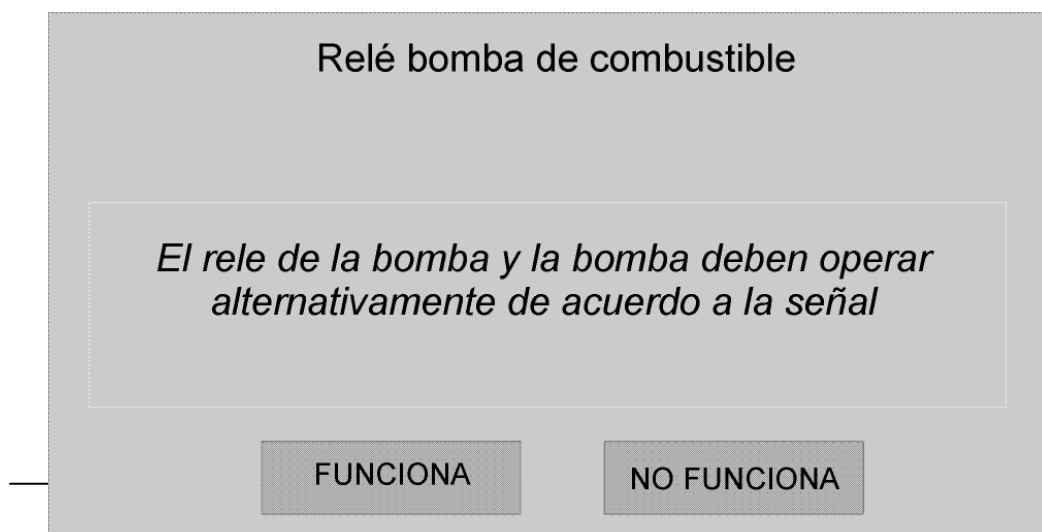 Relé bomba de combustible
El rele de la bomba y la bomba deben operar
alternativamente de acuerdo a la señal
FUNCIONA
NO FUNCIONA